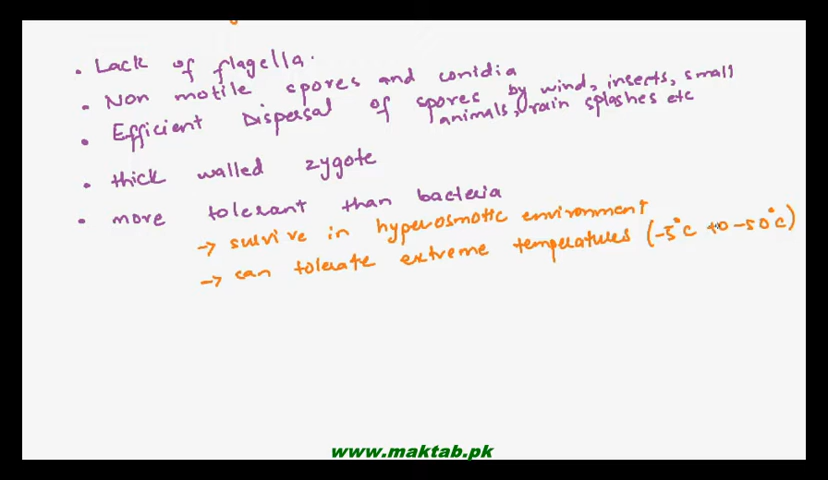 • Lack of flagella.
• Non motile spores and conidia
• Efficient Dispersal of spores by wind, insects, small
animals, rain splashes etc
• thick walled zygote
• more tolerant than bacteria
→ survive in hyperosmotic environment
→ can tolerate extreme temperatures (-5°C to -50°C)
www.maktab.pk